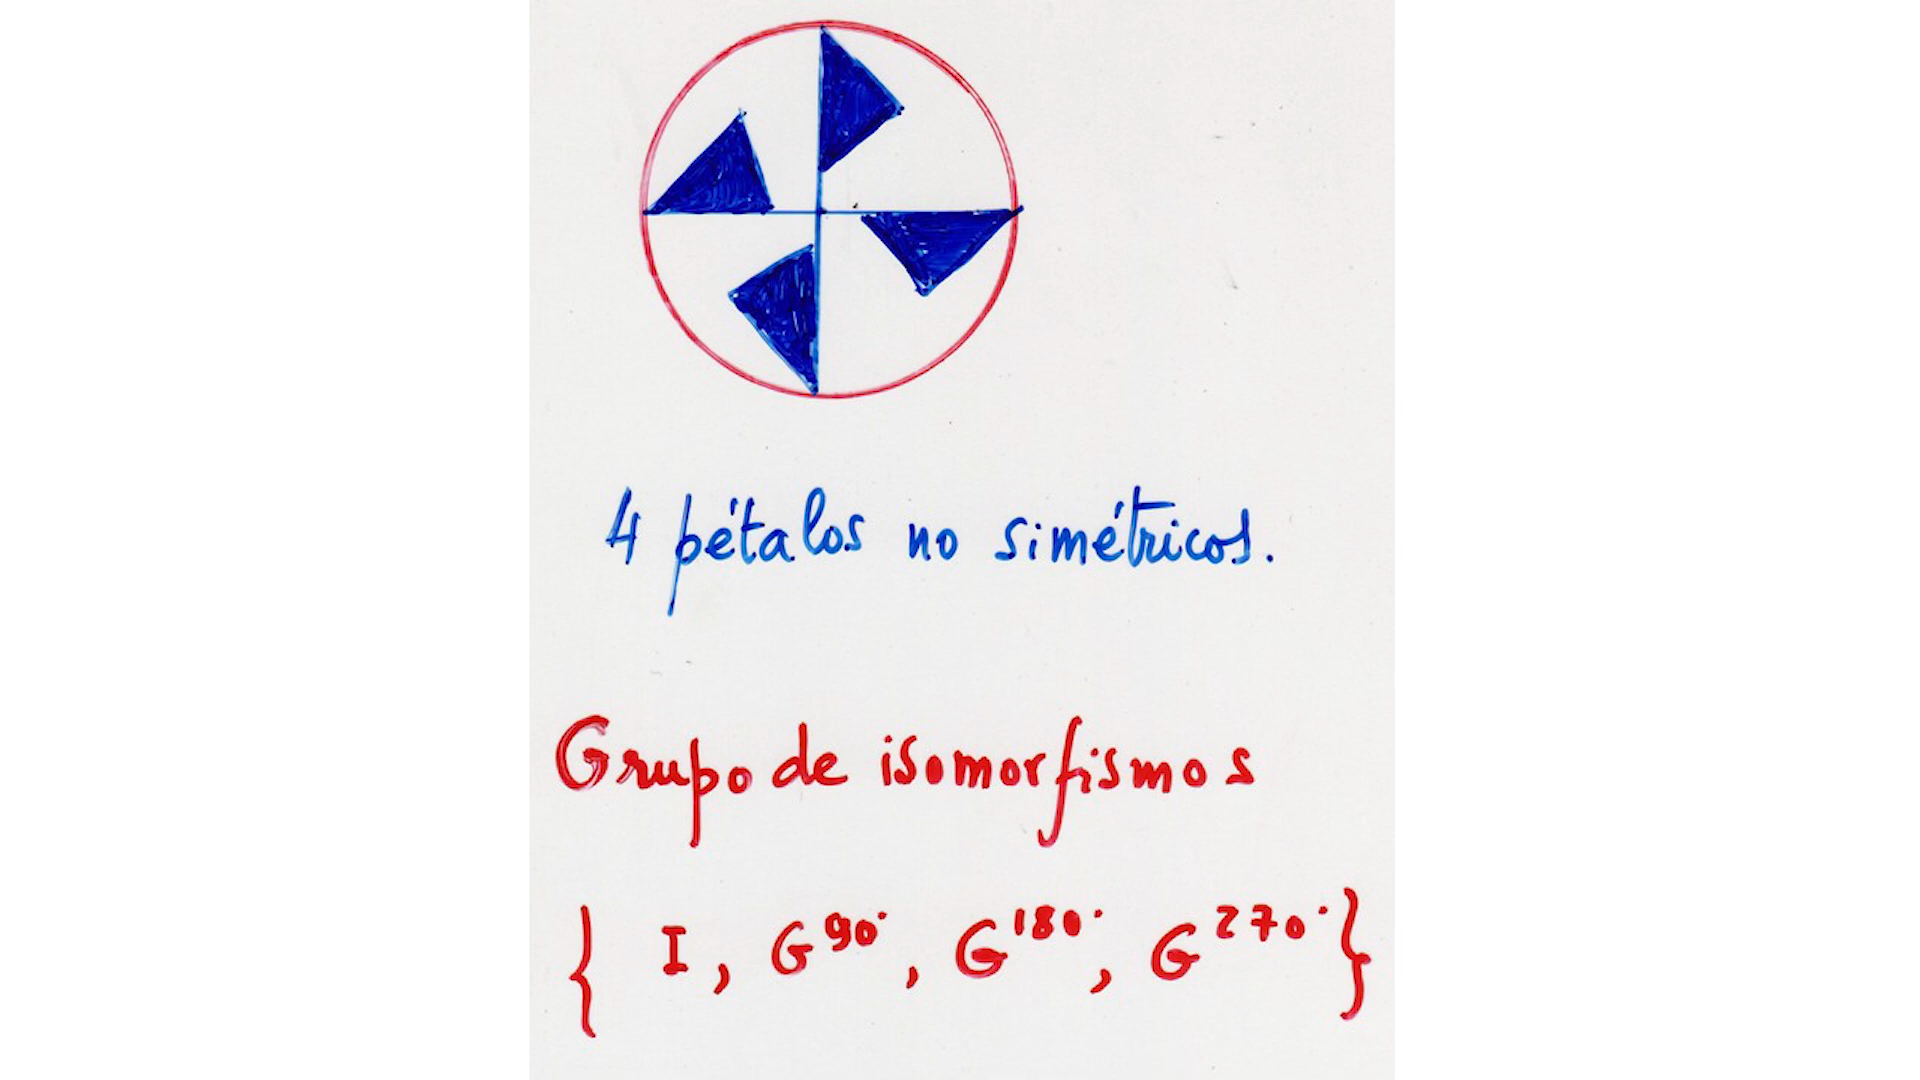 4 pétalos no simétricos.
Grupo de isomorfismos
{ I, G90°, G180°, G270° }